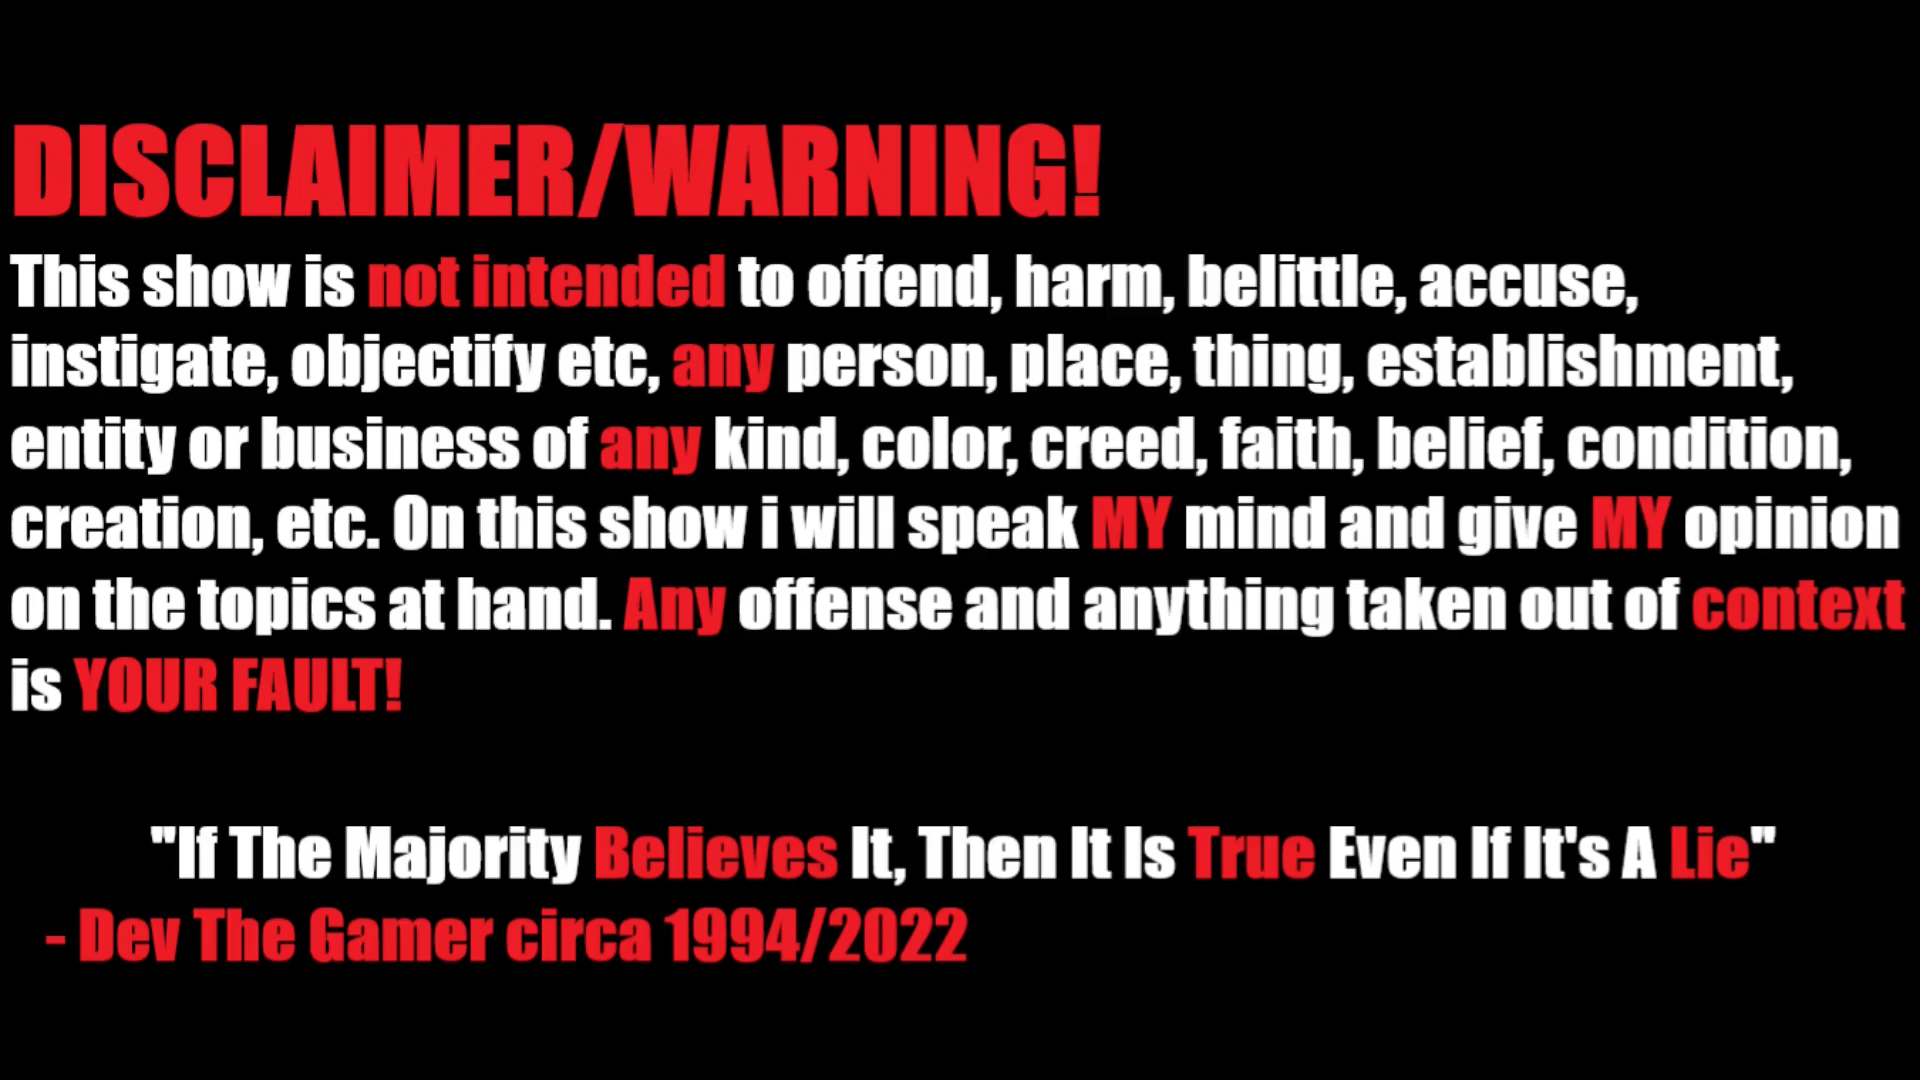 DISCLAIMER/WARNING!
This show is not intended to offend, harm, belittle, accuse,
instigate, objectify etc, any person, place, thing, establishment,
entity or business of any kind, color, creed, faith, belief, condition,
creation, etc. On this show i will speak MY mind and give MY opinion
on the topics at hand. Any offense and anything taken out of context
is YOUR FAULT!
"If The Majority Believes It, Then It Is True Even If It's A Lie"
- Dev The Gamer circa 1994/2022